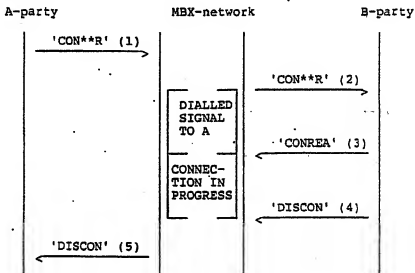 A-party MBX-network B-party
'CON**R' (1)
'CON**R' (2)
DIALLED
SIGNAL
TO A
'CONREA' (3)
CONNEC-
TION IN
PROGRESS
'DISCON' (4)
'DISCON' (5)